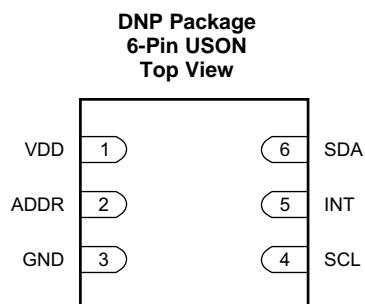 DNP Package
6-Pin USON
Top View
VDD 1 6 SDA
ADDR 2 5 INT
GND 3 4 SCL